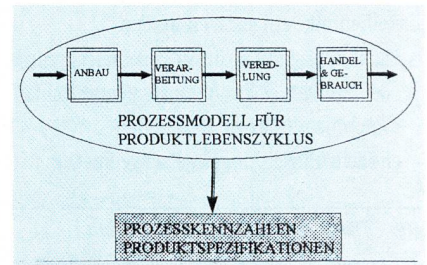 ANBAU
VERAR-
BEITUNG
VERED-
LUNG
HANDEL
& GE-
BRAUCH
PROZESSMODELL FÜR
PRODUKTLEBENSZYKLUS
PROZESSKENNZAHLEN
PRODUKTSPEZIFIKATIONEN